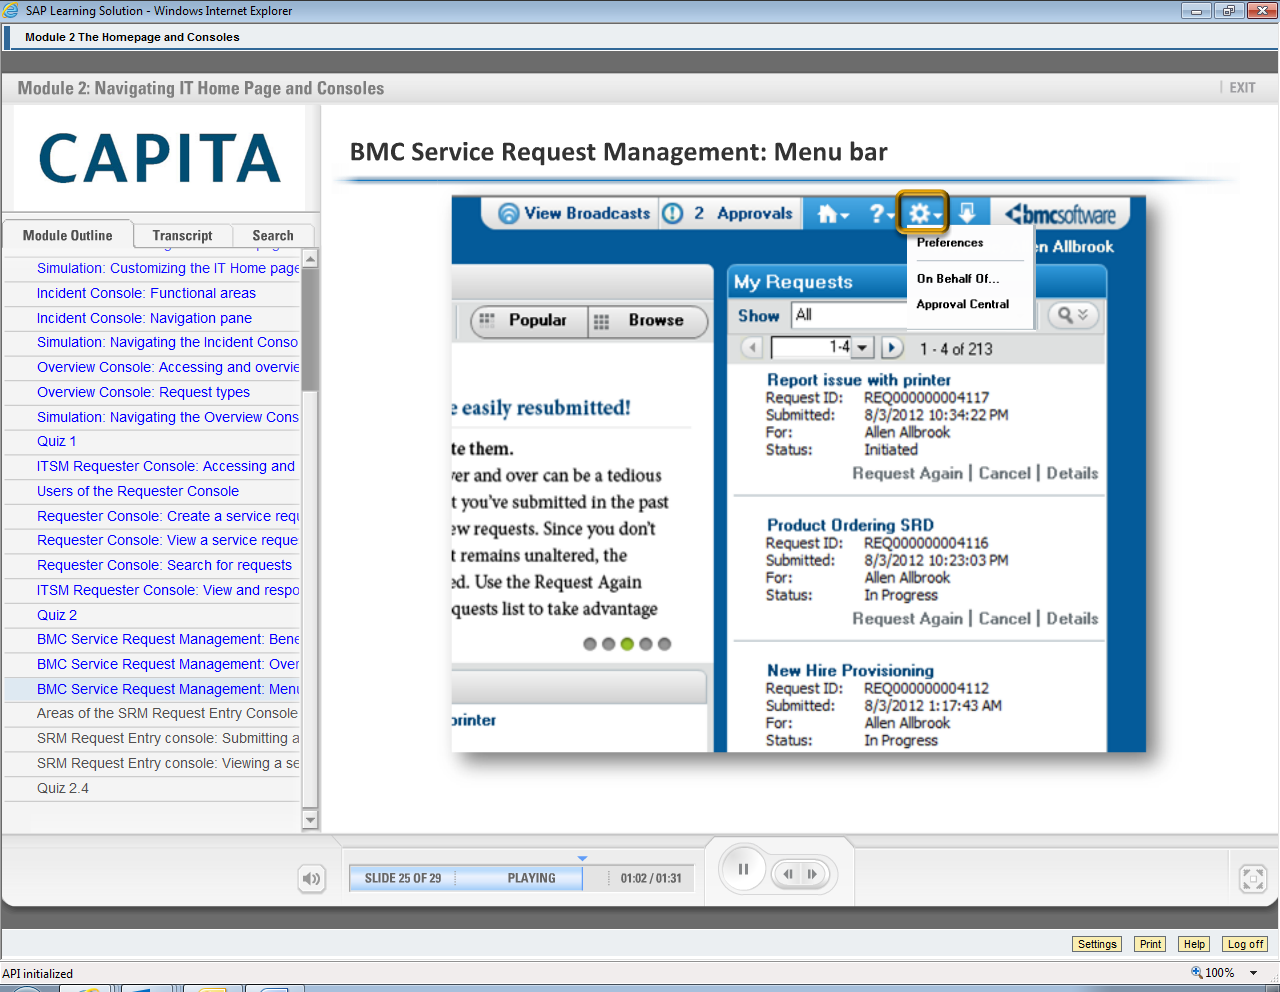 SAP Learning Solution - Windows Internet Explorer
Module 2 The Homepage and Consoles
Module 2: Navigating IT Home Page and Consoles
EXIT
CAPITA
Module Outline
Transcript
Search
Simulation: Customizing the IT Home page
Incident Console: Functional areas
Incident Console: Navigation pane
Simulation: Navigating the Incident Conso
Overview Console: Accessing and overvie
Overview Console: Request types
Simulation: Navigating the Overview Cons
Quiz 1
ITSM Requester Console: Accessing and
Users of the Requester Console
Requester Console: Create a service requ
Requester Console: View a service reque
Requester Console: Search for requests
ITSM Requester Console: View and respo
Quiz 2
BMC Service Request Management: Bene
BMC Service Request Management: Over
BMC Service Request Management: Menu
Areas of the SRM Request Entry Console
SRM Request Entry console: Submitting a
SRM Request Entry console: Viewing a se
Quiz 2.4
BMC Service Request Management: Menu bar
View Broadcasts
2 Approvals
?
bmcsoftware
en Allbrook
Preferences
On Behalf Of...
Approval Central
Popular
Browse
e easily resubmitted!
te them.
ver and over can be a tedious
t you've submitted in the past
ew requests. Since you don't
t remains unaltered, the
ed. Use the Request Again
quests list to take advantage
printer
My Requests
Show All
1-4 1 - 4 of 213
Report issue with printer
Request ID: REQ000000004117
Submitted: 8/3/2012 10:34:22 PM
For: Allen Allbrook
Status: Initiated
Request Again | Cancel | Details
Product Ordering SRD
Request ID: REQ000000004116
Submitted: 8/3/2012 10:23:03 PM
For: Allen Allbrook
Status: In Progress
Request Again | Cancel | Details
New Hire Provisioning
Request ID: REQ000000004112
Submitted: 8/3/2012 1:17:43 AM
For: Allen Allbrook
Status: In Progress
SLIDE 25 OF 29
PLAYING
01:02 / 01:31
Settings
Print
Help
Log off
API initialized
100%